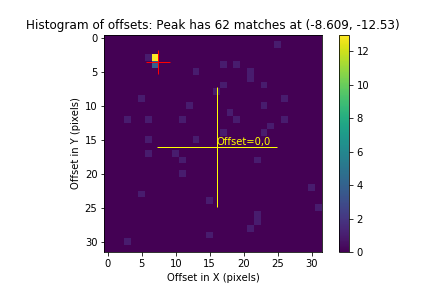 Histogram of offsets: Peak has 62 matches at (-8.609, -12.53)
0
5
10
15
20
25
30
Offset in Y (pixels)
Offset=0,0
0 5 10 15 20 25 30
Offset in X (pixels)
12
10
8
6
4
2
0